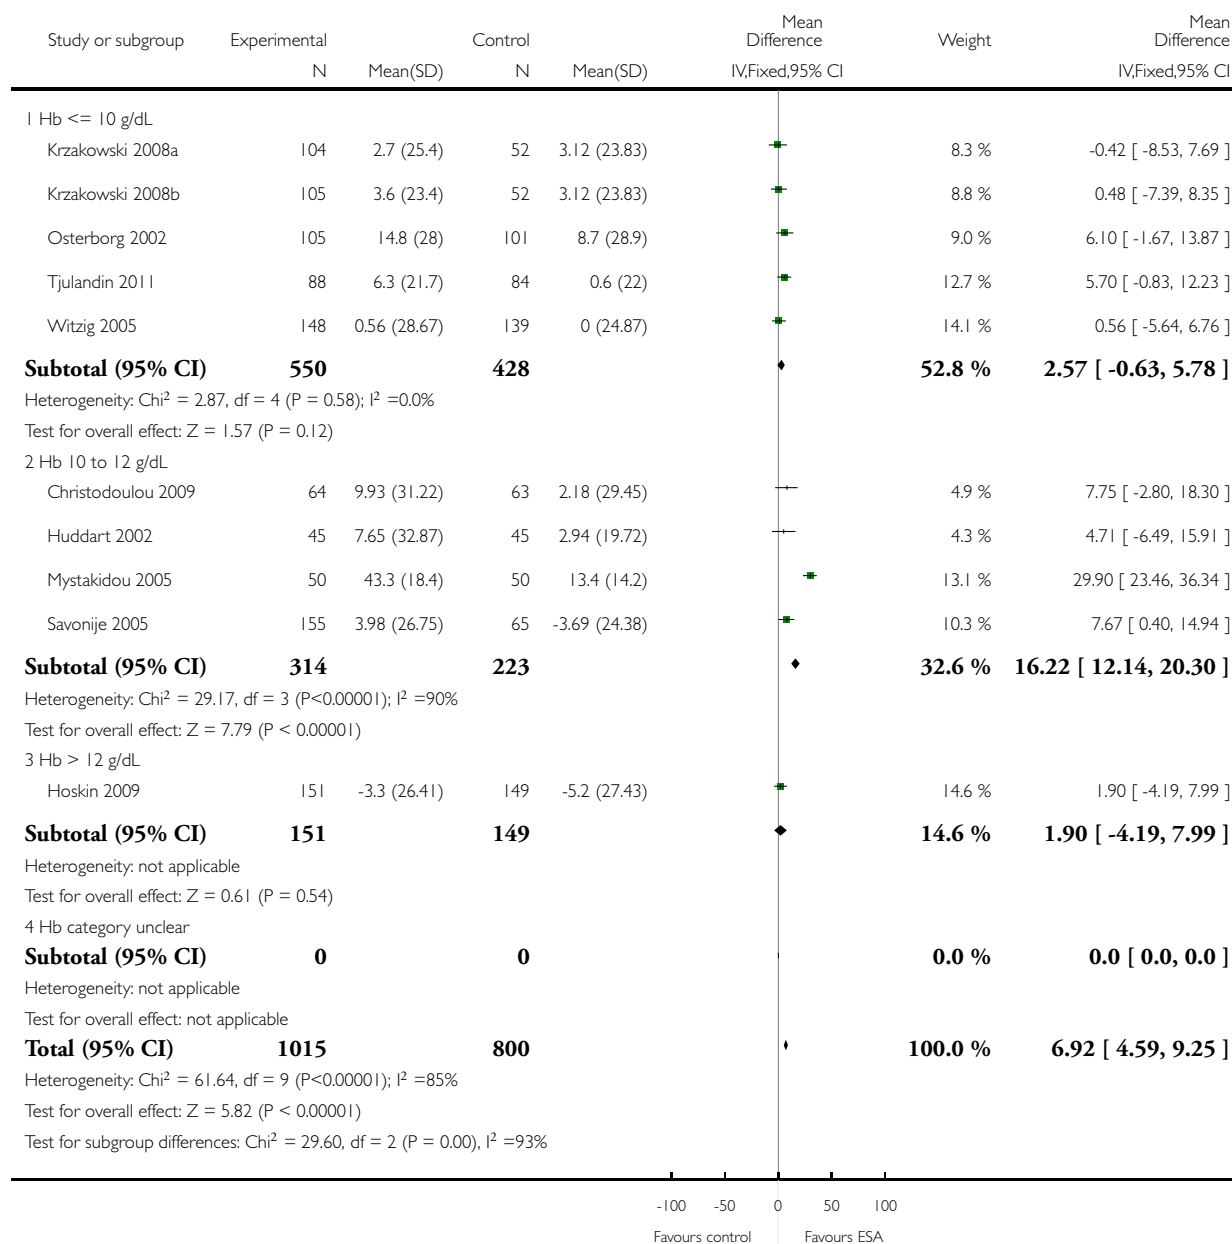 Study or subgroup Experimental Control Mean Difference Weight Mean Difference
N Mean(SD) N Mean(SD) IV,Fixed,95% CI IV,Fixed,95% CI
1 Hb <= 10 g/dL
Krzakowski 2008a 104 2.7 (25.4) 52 3.12 (23.83) 8.3 % -0.42 [ -8.53, 7.69 ]
Krzakowski 2008b 105 3.6 (23.4) 52 3.12 (23.83) 8.8 % 0.48 [ -7.39, 8.35 ]
Osterborg 2002 105 14.8 (28) 101 8.7 (28.9) 9.0 % 6.10 [ -1.67, 13.87 ]
Tjulandin 2011 88 6.3 (21.7) 84 0.6 (22) 12.7 % 5.70 [ -0.83, 12.23 ]
Witzig 2005 148 0.56 (28.67) 139 0 (24.87) 14.1 % 0.56 [ -5.64, 6.76 ]
Subtotal (95% CI) 550 428 52.8 % 2.57 [ -0.63, 5.78 ]
Heterogeneity: Chi² = 2.87, df = 4 (P = 0.58); I² =0.0%
Test for overall effect: Z = 1.57 (P = 0.12)
2 Hb 10 to 12 g/dL
Christodoulou 2009 64 9.93 (31.22) 63 2.18 (29.45) 4.9 % 7.75 [ -2.80, 18.30 ]
Huddart 2002 45 7.65 (32.87) 45 2.94 (19.72) 4.3 % 4.71 [ -6.49, 15.91 ]
Mystakidou 2005 50 43.3 (18.4) 50 13.4 (14.2) 13.1 % 29.90 [ 23.46, 36.34 ]
Savonije 2005 155 3.98 (26.75) 65 -3.69 (24.38) 10.3 % 7.67 [ 0.40, 14.94 ]
Subtotal (95% CI) 314 223 32.6 % 16.22 [ 12.14, 20.30 ]
Heterogeneity: Chi² = 29.17, df = 3 (P<0.00001); I² =90%
Test for overall effect: Z = 7.79 (P < 0.00001)
3 Hb > 12 g/dL
Hoskin 2009 151 -3.3 (26.41) 149 -5.2 (27.43) 14.6 % 1.90 [ -4.19, 7.99 ]
Subtotal (95% CI) 151 149 14.6 % 1.90 [ -4.19, 7.99 ]
Heterogeneity: not applicable
Test for overall effect: Z = 0.61 (P = 0.54)
4 Hb category unclear
Subtotal (95% CI) 0 0 0.0 % 0.0 [ 0.0, 0.0 ]
Heterogeneity: not applicable
Test for overall effect: not applicable
Total (95% CI) 1015 800 100.0 % 6.92 [ 4.59, 9.25 ]
Heterogeneity: Chi² = 61.64, df = 9 (P<0.00001); I² =85%
Test for overall effect: Z = 5.82 (P < 0.00001)
Test for subgroup differences: Chi² = 29.60, df = 2 (P = 0.00), I² =93%
-100 -50 0 50 100
Favours control Favours ESA